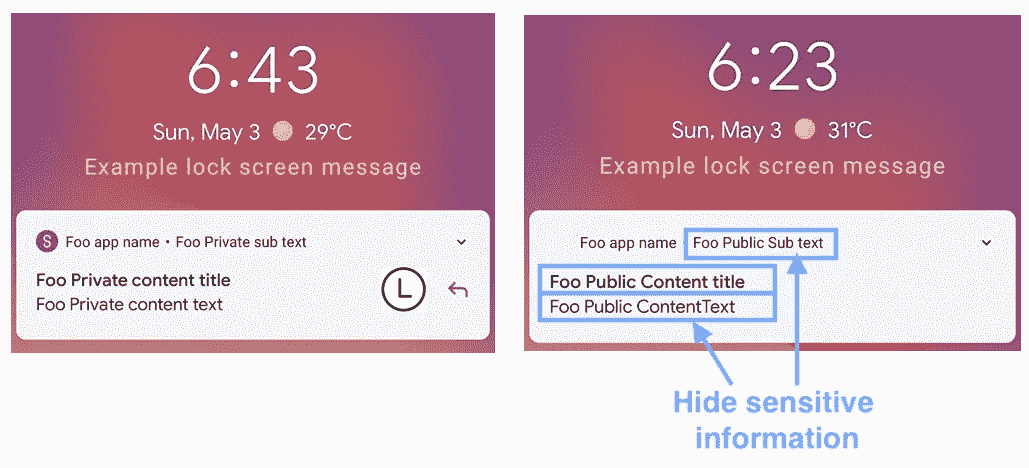 6:43
Sun, May 3 29°C
Example lock screen message
S Foo app name • Foo Private sub text
Foo Private content title
Foo Private content text
6:23
Sun, May 3 31°C
Example lock screen message
Foo app name Foo Public Sub text
Foo Public Content title
Foo Public ContentText
Hide sensitive
information